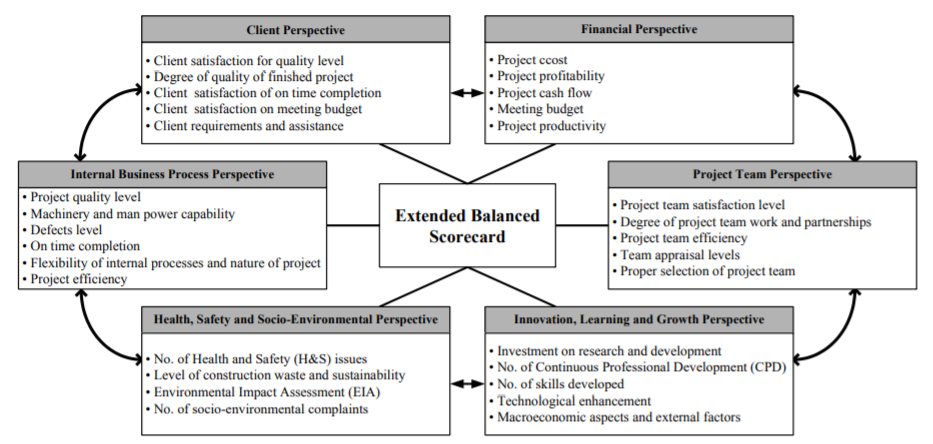 Client Perspective
• Client satisfaction for quality level
• Degree of quality of finished project
• Client satisfaction of on time completion
• Client satisfaction on meeting budget
• Client requirements and assistance
Financial Perspective
• Project ccost
• Project profitability
• Project cash flow
• Meeting budget
• Project productivity
Internal Business Process Perspective
• Project quality level
• Machinery and man power capability
• Defects level
• On time completion
• Flexibility of internal processes and nature of project
• Project efficiency
Extended Balanced
Scorecard
Project Team Perspective
• Project team satisfaction level
• Degree of project team work and partnerships
• Project team efficiency
• Team appraisal levels
• Proper selection of project team
Health, Safety and Socio-Environmental Perspective
• No. of Health and Safety (H&S) issues
• Level of construction waste and sustainability
• Environmental Impact Assessment (EIA)
• No. of socio-environmental complaints
Innovation, Learning and Growth Perspective
• Investment on research and development
• No. of Continuous Professional Development (CPD)
• No. of skills developed
• Technological enhancement
• Macroeconomic aspects and external factors